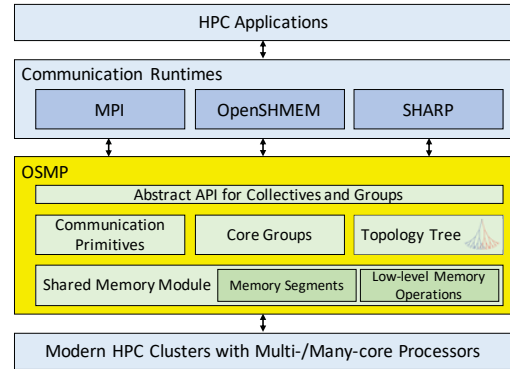 HPC Applications
Communication Runtimes
MPI
OpenSHMEM
SHARP
OSMP
Abstract API for Collectives and Groups
Communication
Primitives
Core Groups
Topology Tree
Shared Memory Module
Memory Segments
Low-level Memory
Operations
Modern HPC Clusters with Multi-/Many-core Processors